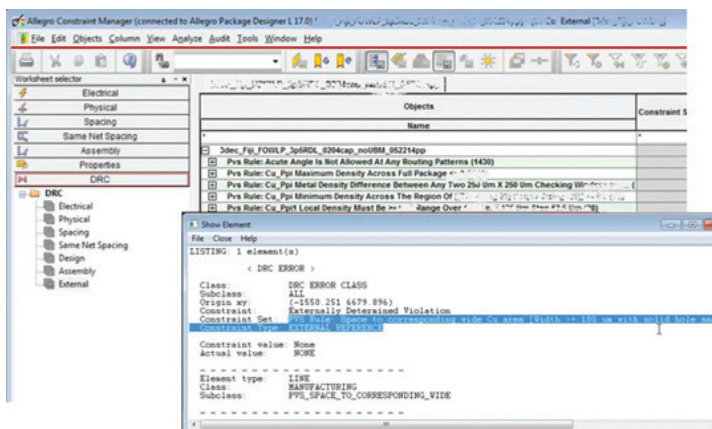 Allegro Constraint Manager (connected to Allegro Package Designer L 17.0)
External
File Edit Objects Column View Analyze Audit Tools Window Help
Worksheet selector
Electrical
Physical
Spacing
Same Net Spacing
Assembly
Properties
DRC
DRC
Electrical
Physical
Spacing
Same Net Spacing
Design
Assembly
External
Objects
Constraint S
Name
*
*
3dec_Fiji_FOWLP_3p5RDL_0204cap_noUBM_052214pp
Pvs Rule: Acute Angle Is Not Allowed At Any Routing Patterns (1430)
Pvs Rule: Cu_Ppi Maximum Density Across Full Package
Pvs Rule: Cu_Ppi Metal Density Difference Between Any Two 250 Um X 250 Um Checking
Pvs Rule: Cu_Ppi Minimum Density Across The Region Of
Pvs Rule: Cu_Ppi1 Local Density Must Be Range Over
Show Element
File Close Help
LISTING: 1 element(s)
< DRC ERROR >
Class: DRC ERROR CLASS
Subclass: ALL
Origin xy: (-1550.251 6679.896)
Constraint: Externally Determined Violation
Constraint Set: PVS Rule Space to corresponding wide Cu area [Width >= 100 um with solid hole an
Constraint Type: EXTERNAL REFERENCE
Constraint value: None
Actual value: NONE
- - - - - - - - - - - - - - - - - - - -
Element type: LINE
Class: MANUFACTURING
Subclass: PVS_SPACE_TO_CORRESPONDING_WIDE
- - - - - - - - - - - - - - - - - - - -